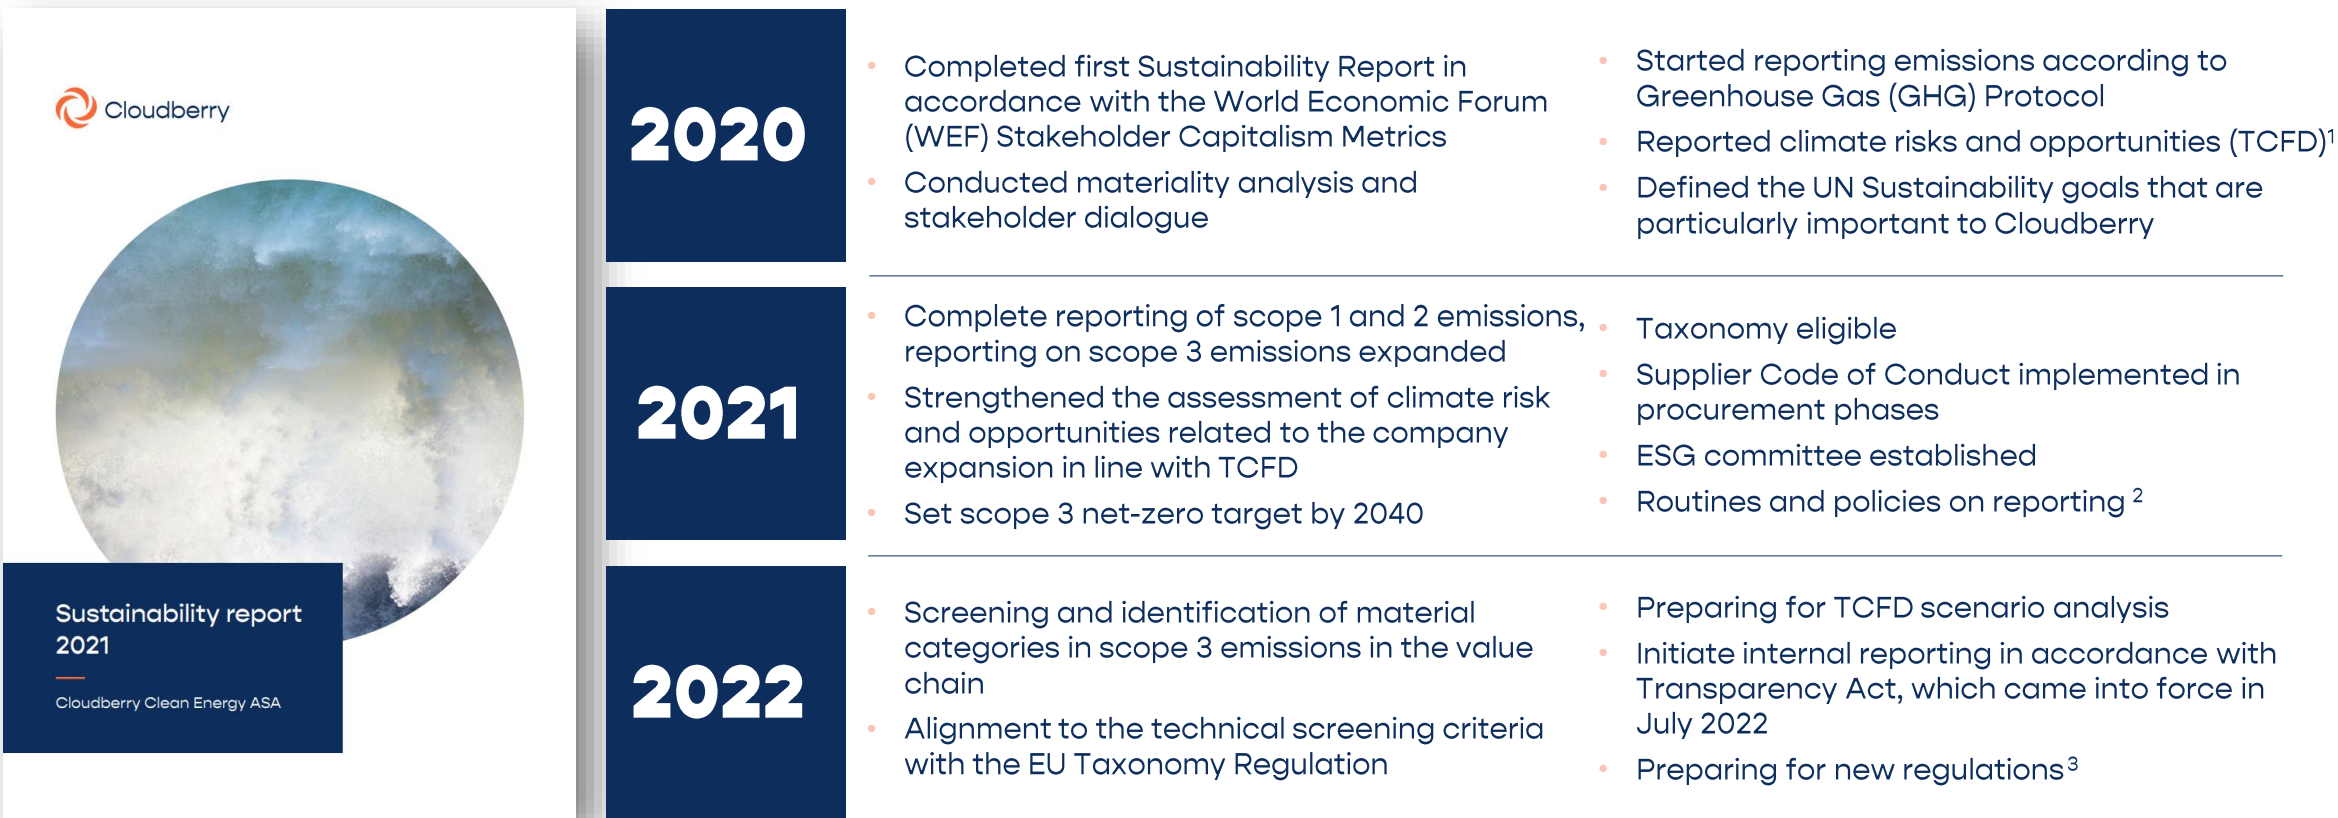 Cloudberry
Sustainability report
2021
Cloudberry Clean Energy ASA
2020
• Completed first Sustainability Report in
accordance with the World Economic Forum
(WEF) Stakeholder Capitalism Metrics
• Conducted materiality analysis and
stakeholder dialogue
• Started reporting emissions according to
Greenhouse Gas (GHG) Protocol
• Reported climate risks and opportunities (TCFD)¹
• Defined the UN Sustainability goals that are
particularly important to Cloudberry
2021
• Complete reporting of scope 1 and 2 emissions,
reporting on scope 3 emissions expanded
• Strengthened the assessment of climate risk
and opportunities related to the company
expansion in line with TCFD
• Set scope 3 net-zero target by 2040
• Taxonomy eligible
• Supplier Code of Conduct implemented in
procurement phases
• ESG committee established
• Routines and policies on reporting ²
2022
• Screening and identification of material
categories in scope 3 emissions in the value
chain
• Alignment to the technical screening criteria
with the EU Taxonomy Regulation
• Preparing for TCFD scenario analysis
• Initiate internal reporting in accordance with
Transparency Act, which came into force in
July 2022
• Preparing for new regulations³